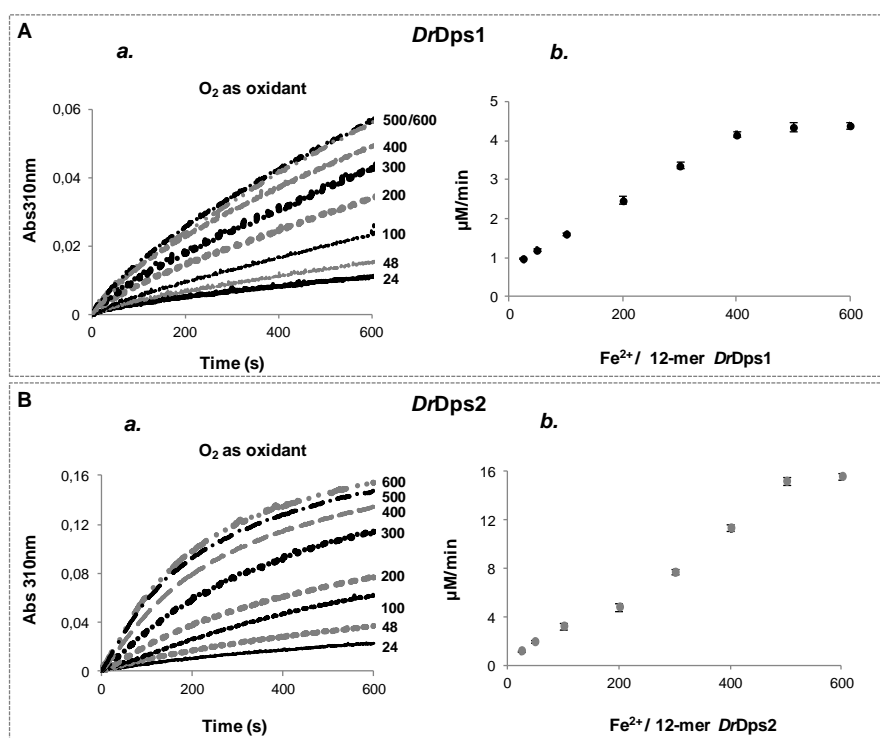 A
DrDps1
a.
b.
O₂ as oxidant
0,06
0,04
0,02
0
Abs310nm
500/600
400
300
200
100
48
24
0
200
400
600
Time (s)
5
4
3
2
1
0
µM/min
0
200
400
600
Fe²⁺/ 12-mer DrDps1
B
DrDps2
a.
b.
O₂ as oxidant
0,16
0,12
0,08
0,04
0
Abs 310nm
600
500
400
300
200
100
48
24
0
200
400
600
Time (s)
16
12
8
4
0
µM/min
0
200
400
600
Fe²⁺/ 12-mer DrDps2